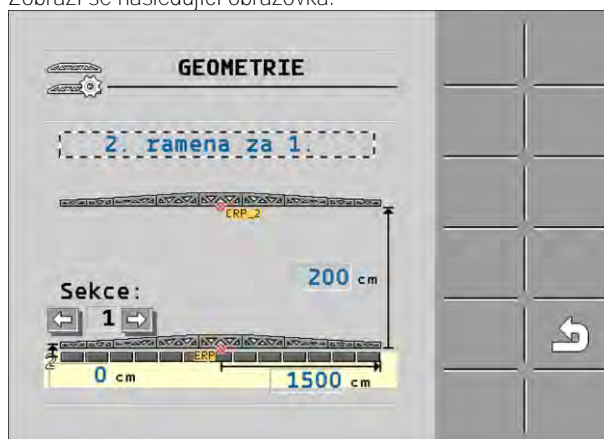 Zobrazí se následující obrazovka:
GEOMETRIE
2. ramena za 1.
CRP_2
200 cm
Sekce:
1
ERP
0 cm
1500 cm